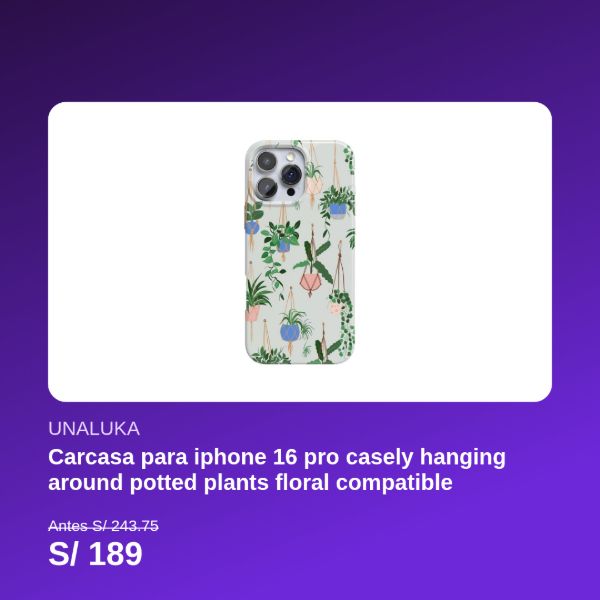 UNALUKA
Carcasa para iphone 16 pro casely hanging
around potted plants floral compatible
Antes S/ 243.75
S/ 189